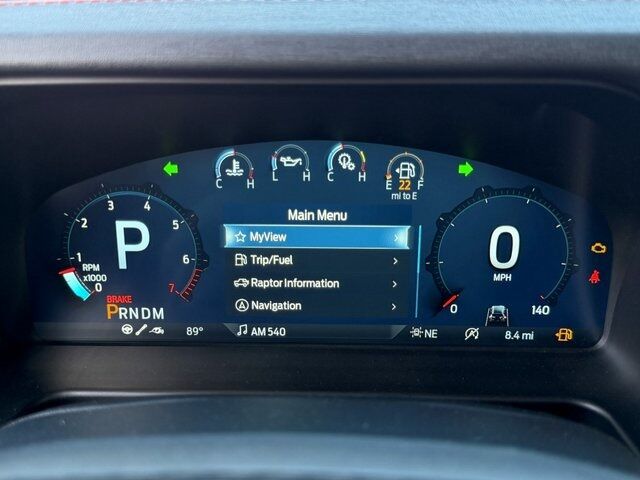 C H
L H
C H
E 22 F
mi to E
1 2 3 4 5 6 7
0
RPM
x1000
P
BRAKE
PRNDM
89°
Main Menu
MyView
Trip/Fuel
Raptor Information
Navigation
AM 540
0
MPH
0 140
NE
8.4 mi